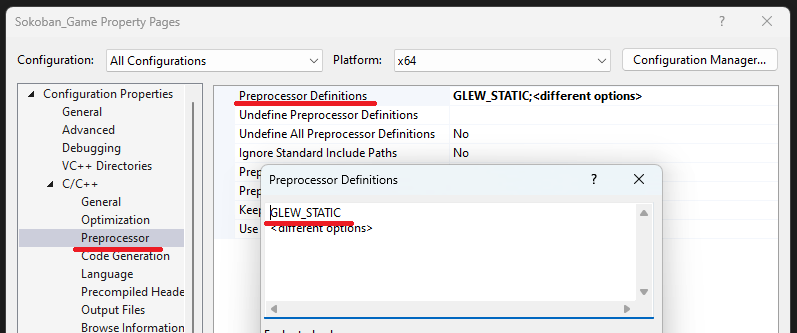 Sokoban_Game Property Pages ? ×
Configuration: All Configurations Platform: x64 Configuration Manager...
Configuration Properties
General
Advanced
Debugging
VC++ Directories
C/C++
General
Optimization
Preprocessor
Code Generation
Language
Precompiled Heade
Output Files
Browse Information
Preprocessor Definitions GLEW_STATIC;<different options>
Undefine Preprocessor Definitions
Undefine All Preprocessor Definitions No
Ignore Standard Include Paths No
Prep
Prep
Keep
Use
Preprocessor Definitions ? ×
GLEW_STATIC
<different options>